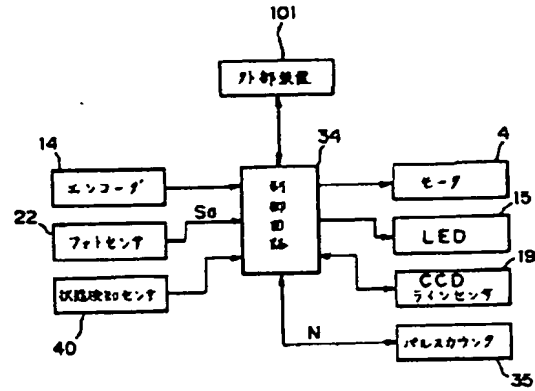 101
外部装置
34
制御回路
14
エンコーダ
22
フォトセンサ
Sa
状態検知センサ
40
4
モータ
15
LED
19
CCD
ラインセンサ
N
パルスカウンタ
35